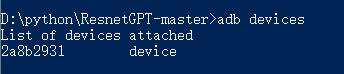 D:\python\ResnetGPT-master>adb devices
List of devices attached
2a8b2931        device